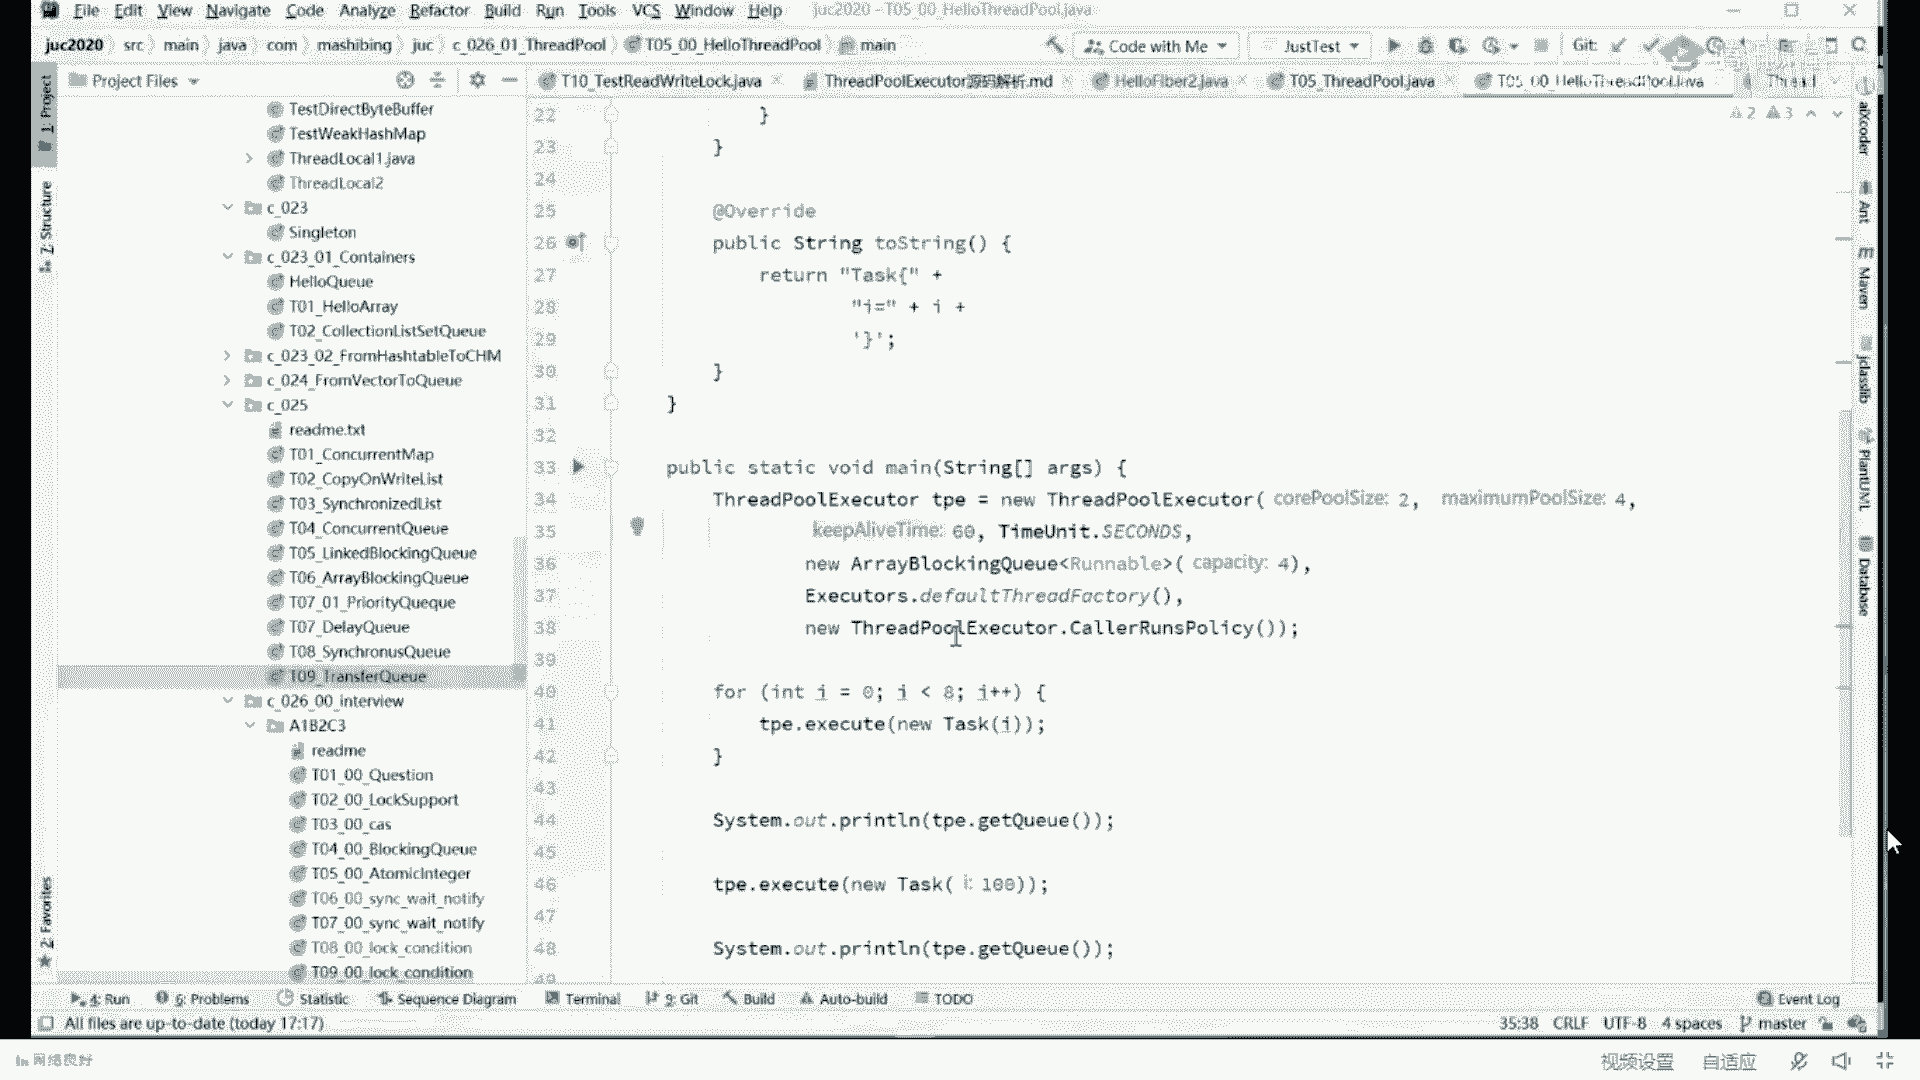 File Edit View Navigate Code Analyze Refactor Build Run Tools VCS Window Help juc2020 - T05_00_HelloThreadPool.java
juc2020 src main java com mashibing juc c_026_01_ThreadPool T05_00_HelloThreadPool main Code with Me JustTest Git:
Project Files
T10_TestReadWriteLock.java ThreadPoolExecutor源码解析.md HelloFiber2.java T05_ThreadPool.java T05_00_HelloThreadPool.java Thread
1: Project
7: Structure
2: Favorites
TestDirectByteBuffer
TestWeakHashMap
ThreadLocal1.java
ThreadLocal2
c_023
Singleton
c_023_01_Containers
HelloQueue
T01_HelloArray
T02_CollectionListSetQueue
c_023_02_FromHashtableToCHM
c_024_FromVectorToQueue
c_025
readme.txt
T01_ConcurrentMap
T02_CopyOnWriteList
T03_SynchronizedList
T04_ConcurrentQueue
T05_LinkedBlockingQueue
T06_ArrayBlockingQueue
T07_01_PriorityQueque
T07_DelayQueue
T08_SynchronusQueue
T09_TransferQueue
c_026_00_interview
A1B2C3
readme
T01_00_Question
T02_00_LockSupport
T03_00_cas
T04_00_BlockingQueue
T05_00_AtomicInteger
T06_00_sync_wait_notify
T07_00_sync_wait_notify
T08_00_lock_condition
T09_00_lock_condition
2 3
22 }
23 }
24
25 @Override
26 public String toString() {
27 return "Task{" +
28 "i=" + i +
29 '}';
30 }
31 }
32
33 public static void main(String[] args) {
34 ThreadPoolExecutor tpe = new ThreadPoolExecutor( corePoolSize: 2, maximumPoolSize: 4,
35 keepAliveTime: 60, TimeUnit.SECONDS,
36 new ArrayBlockingQueue<Runnable>( capacity: 4),
37 Executors.defaultThreadFactory(),
38 new ThreadPoolExecutor.CallerRunsPolicy());
39
40 for (int i = 0; i < 8; i++) {
41 tpe.execute(new Task(i));
42 }
43
44 System.out.println(tpe.getQueue());
45
46 tpe.execute(new Task( i: 100));
47
48 System.out.println(tpe.getQueue());
49
aiXcoder
Ant
Maven
jclasslib
PlantUML
Database
4: Run 6: Problems Statistic Sequence Diagram Terminal 9: Git Build Auto-build TODO Event Log
All files are up-to-date (today 17:17) 35:38 CRLF UTF-8 4 spaces master
网络良好 视频设置 自适应